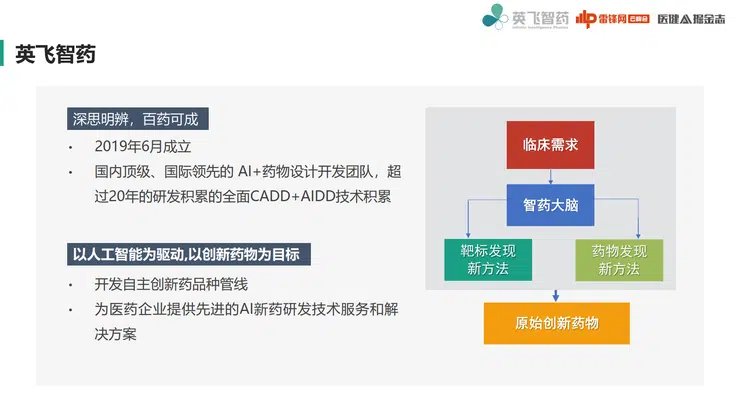 英飞智药
雷锋网
医健AI掘金志
英飞智药
深思明辨，百药可成
• 2019年6月成立
• 国内顶级、国际领先的 AI+药物设计开发团队，超
过20年的研发积累的全面CADD+AIDD技术积累
以人工智能为驱动,以创新药物为目标
• 开发自主创新药品种管线
• 为医药企业提供先进的AI新药研发技术服务和解
决方案
临床需求
智药大脑
靶标发现
新方法
药物发现
新方法
原始创新药物